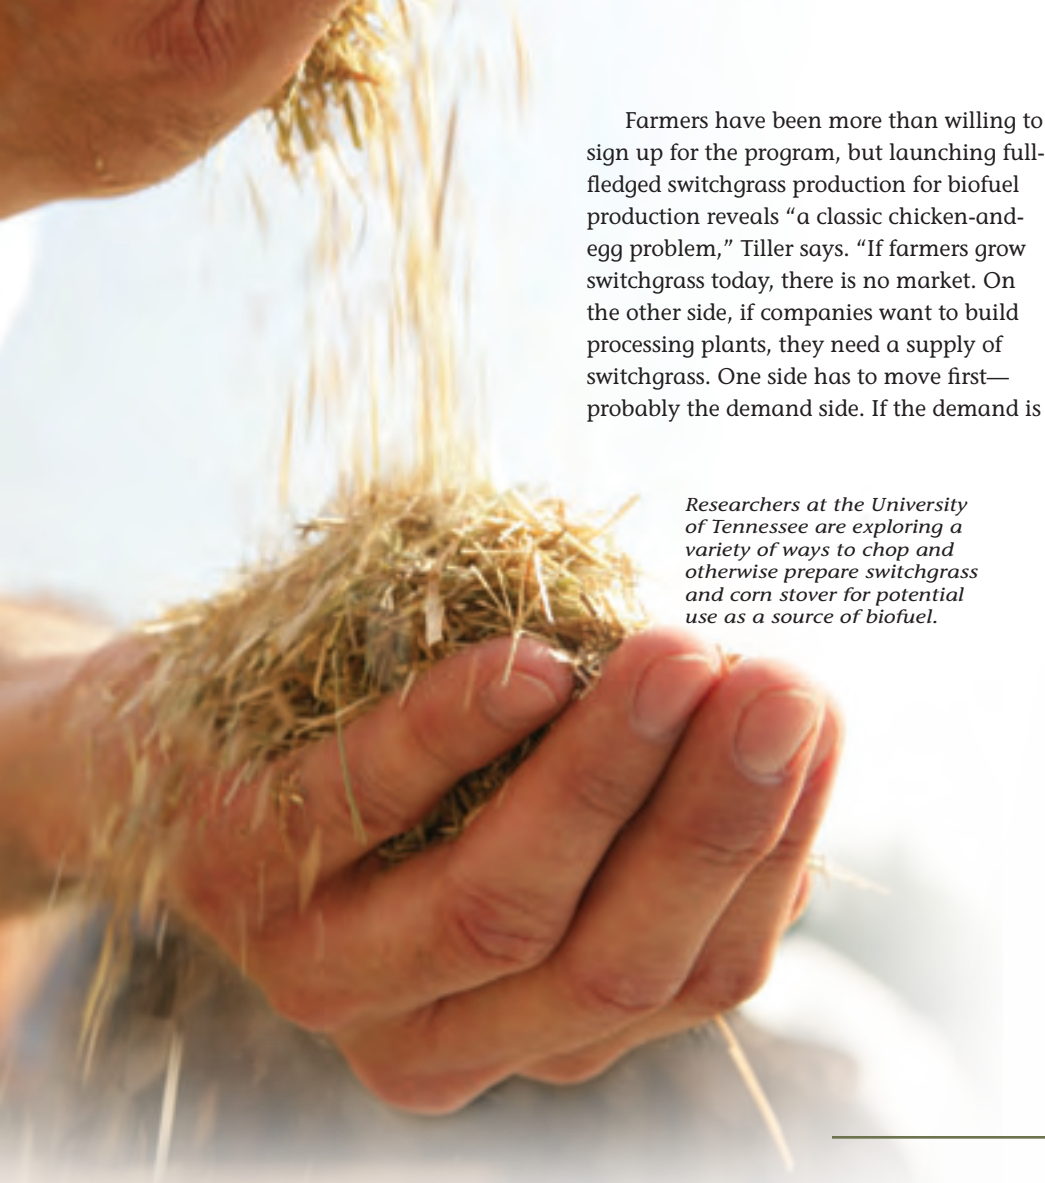 Farmers have been more than willing to
sign up for the program, but launching full-
fledged switchgrass production for biofuel
production reveals “a classic chicken-and-
egg problem,” Tiller says. “If farmers grow
switchgrass today, there is no market. On
the other side, if companies want to build
processing plants, they need a supply of
switchgrass. One side has to move first—
probably the demand side. If the demand is
Researchers at the University
of Tennessee are exploring a
variety of ways to chop and
otherwise prepare switchgrass
and corn stover for potential
use as a source of biofuel.